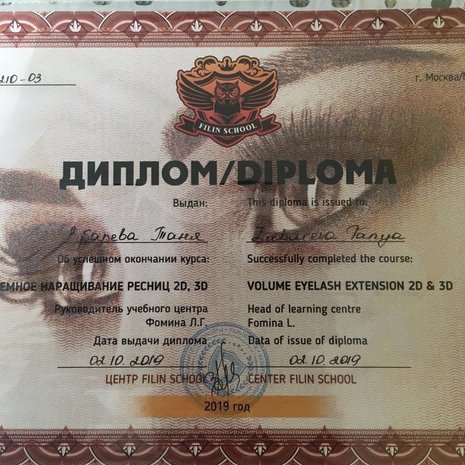 210-03
г. Москва/
FILIN SCHOOL
ДИПЛОМ/DIPLOMA
Выдан: This diploma is issued to:
Таня
Об успешном окончании курса: Successfully completed the course:
ЕМНОЕ НАРАЩИВАНИЕ РЕСНИЦ 2D, 3D VOLUME EYELASH EXTENSION 2D & 3D
Руководитель учебного центра Head of learning centre
Фомина Л.Г. Fomina L.
Дата выдачи диплома Data of issue of diploma
02.10.2019 02.10.2019
ЦЕНТР FILIN SCHOOL CENTER FILIN SCHOOL
2019 год